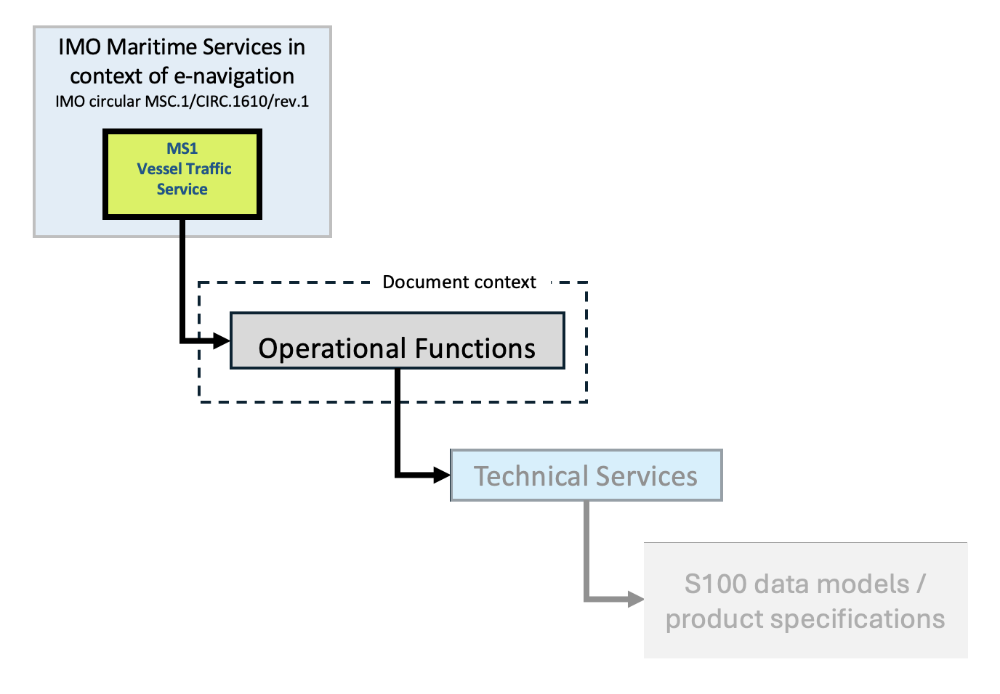 IMO Maritime Services in
context of e-navigation
IMO circular MSC.1/CIRC.1610/rev.1
MS1
Vessel Traffic
Service
Document context
Operational Functions
Technical Services
S100 data models /
product specifications